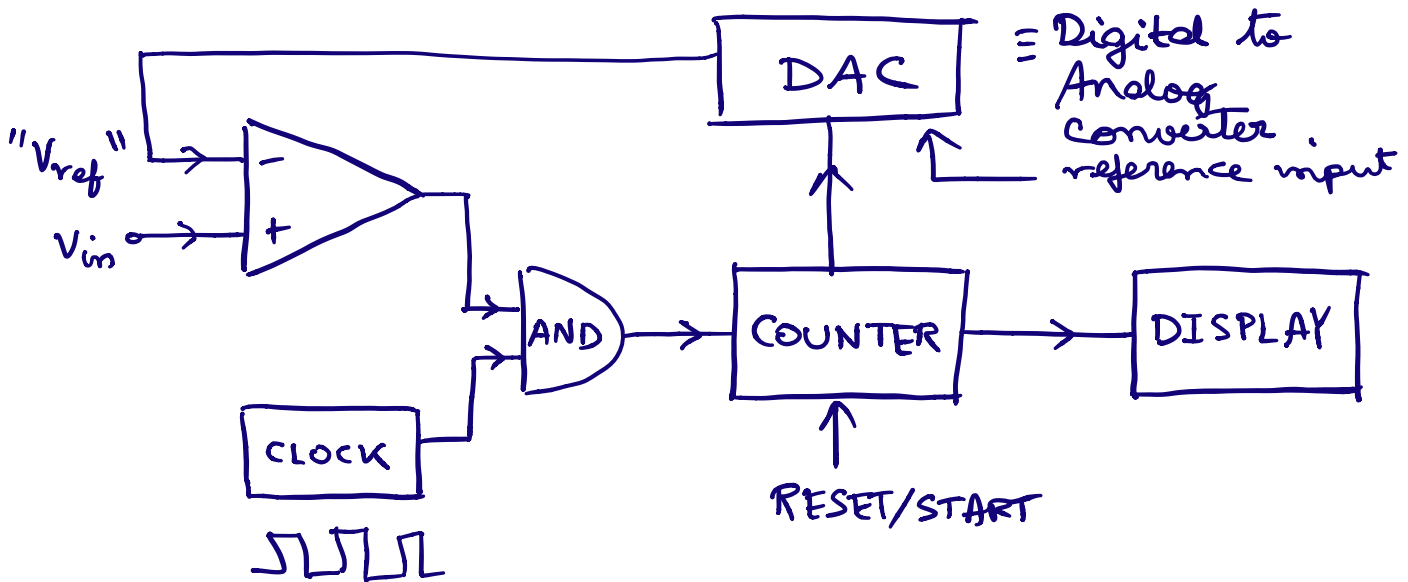 DAC
≡ Digital to
Analog
Converter
reference input
"Vref"
-
Vin
+
AND
COUNTER
DISPLAY
CLOCK
RESET/START